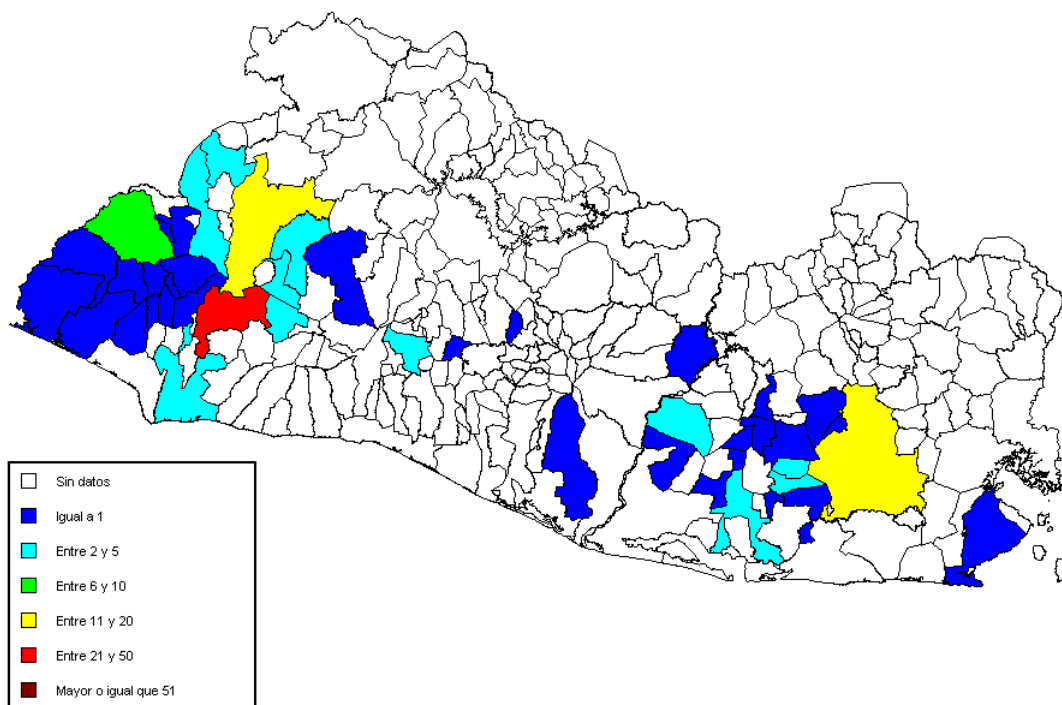 Sin datos
Igual a 1
Entre 2 y 5
Entre 6 y 10
Entre 11 y 20
Entre 21 y 50
Mayor o igual que 51